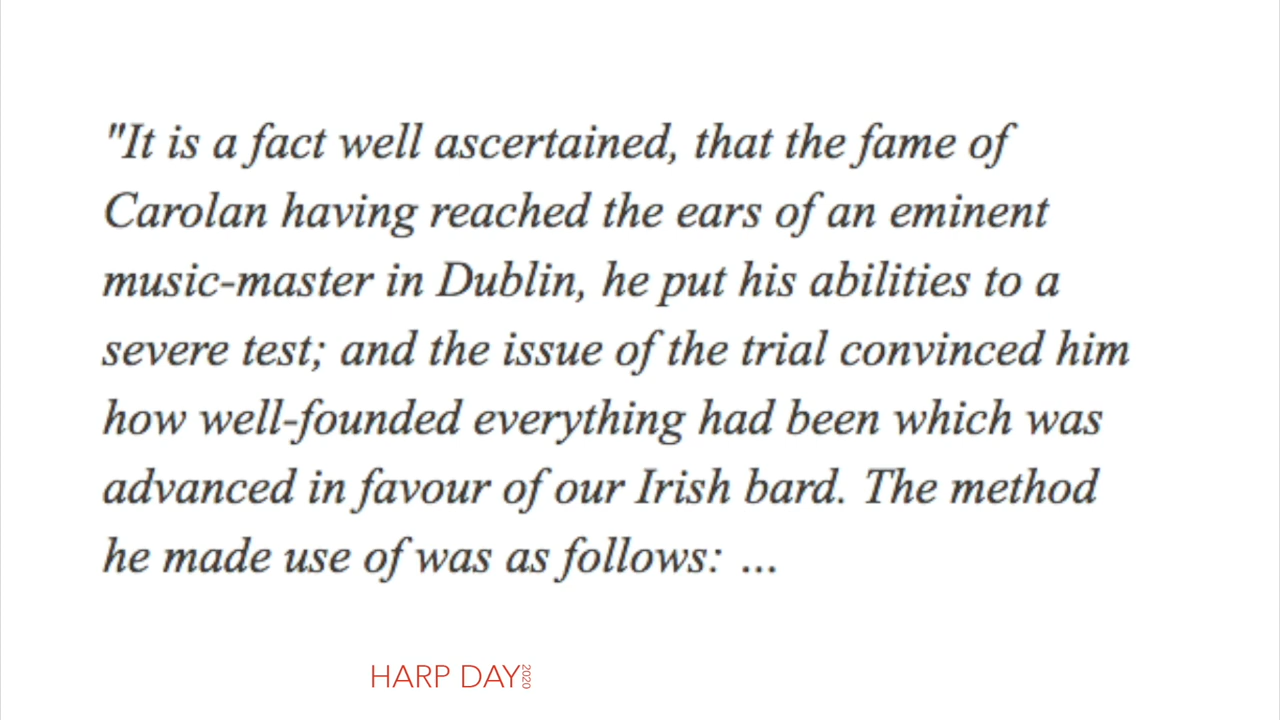 "It is a fact well ascertained, that the fame of
Carolan having reached the ears of an eminent
music-master in Dublin, he put his abilities to a
severe test; and the issue of the trial convinced him
how well-founded everything had been which was
advanced in favour of our Irish bard. The method
he made use of was as follows: ...
HARP DAY 2020